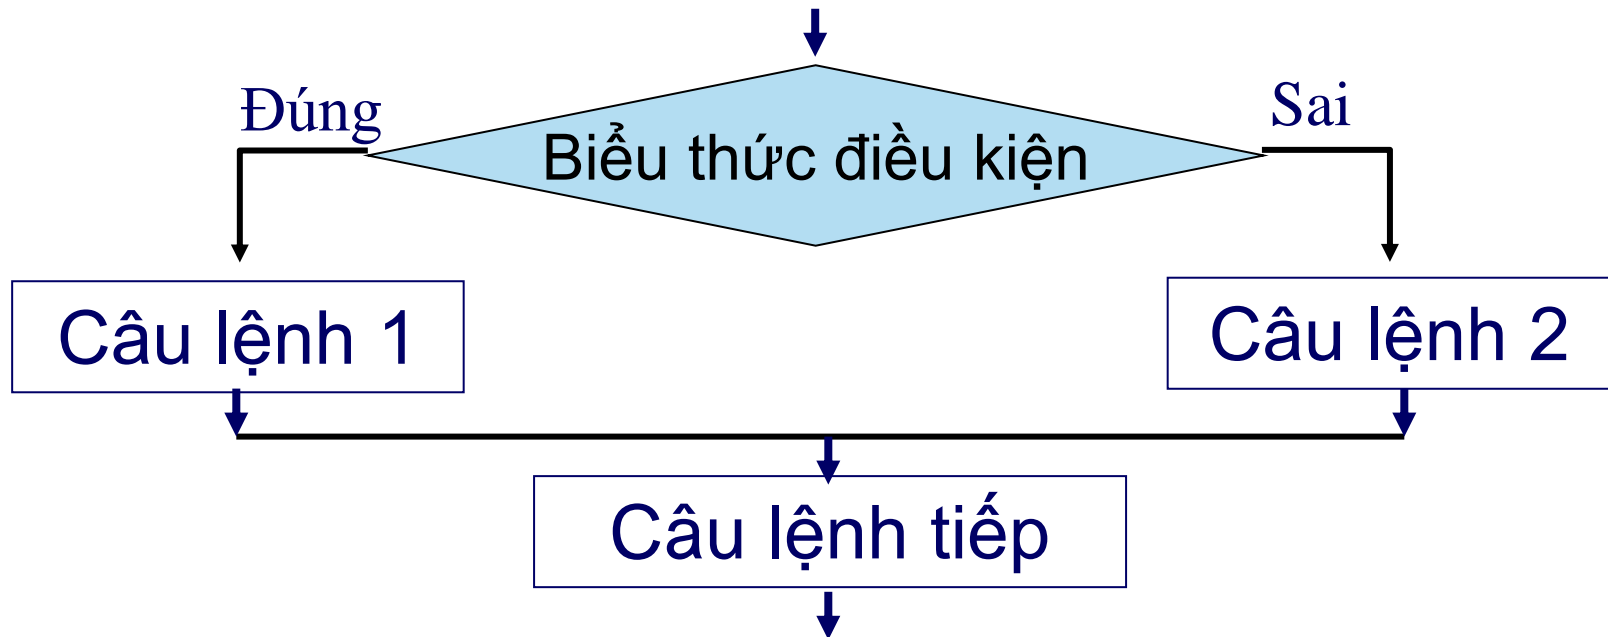 Đúng
Sai
Biểu thức điều kiện
Câu lệnh 1
Câu lệnh 2
Câu lệnh tiếp